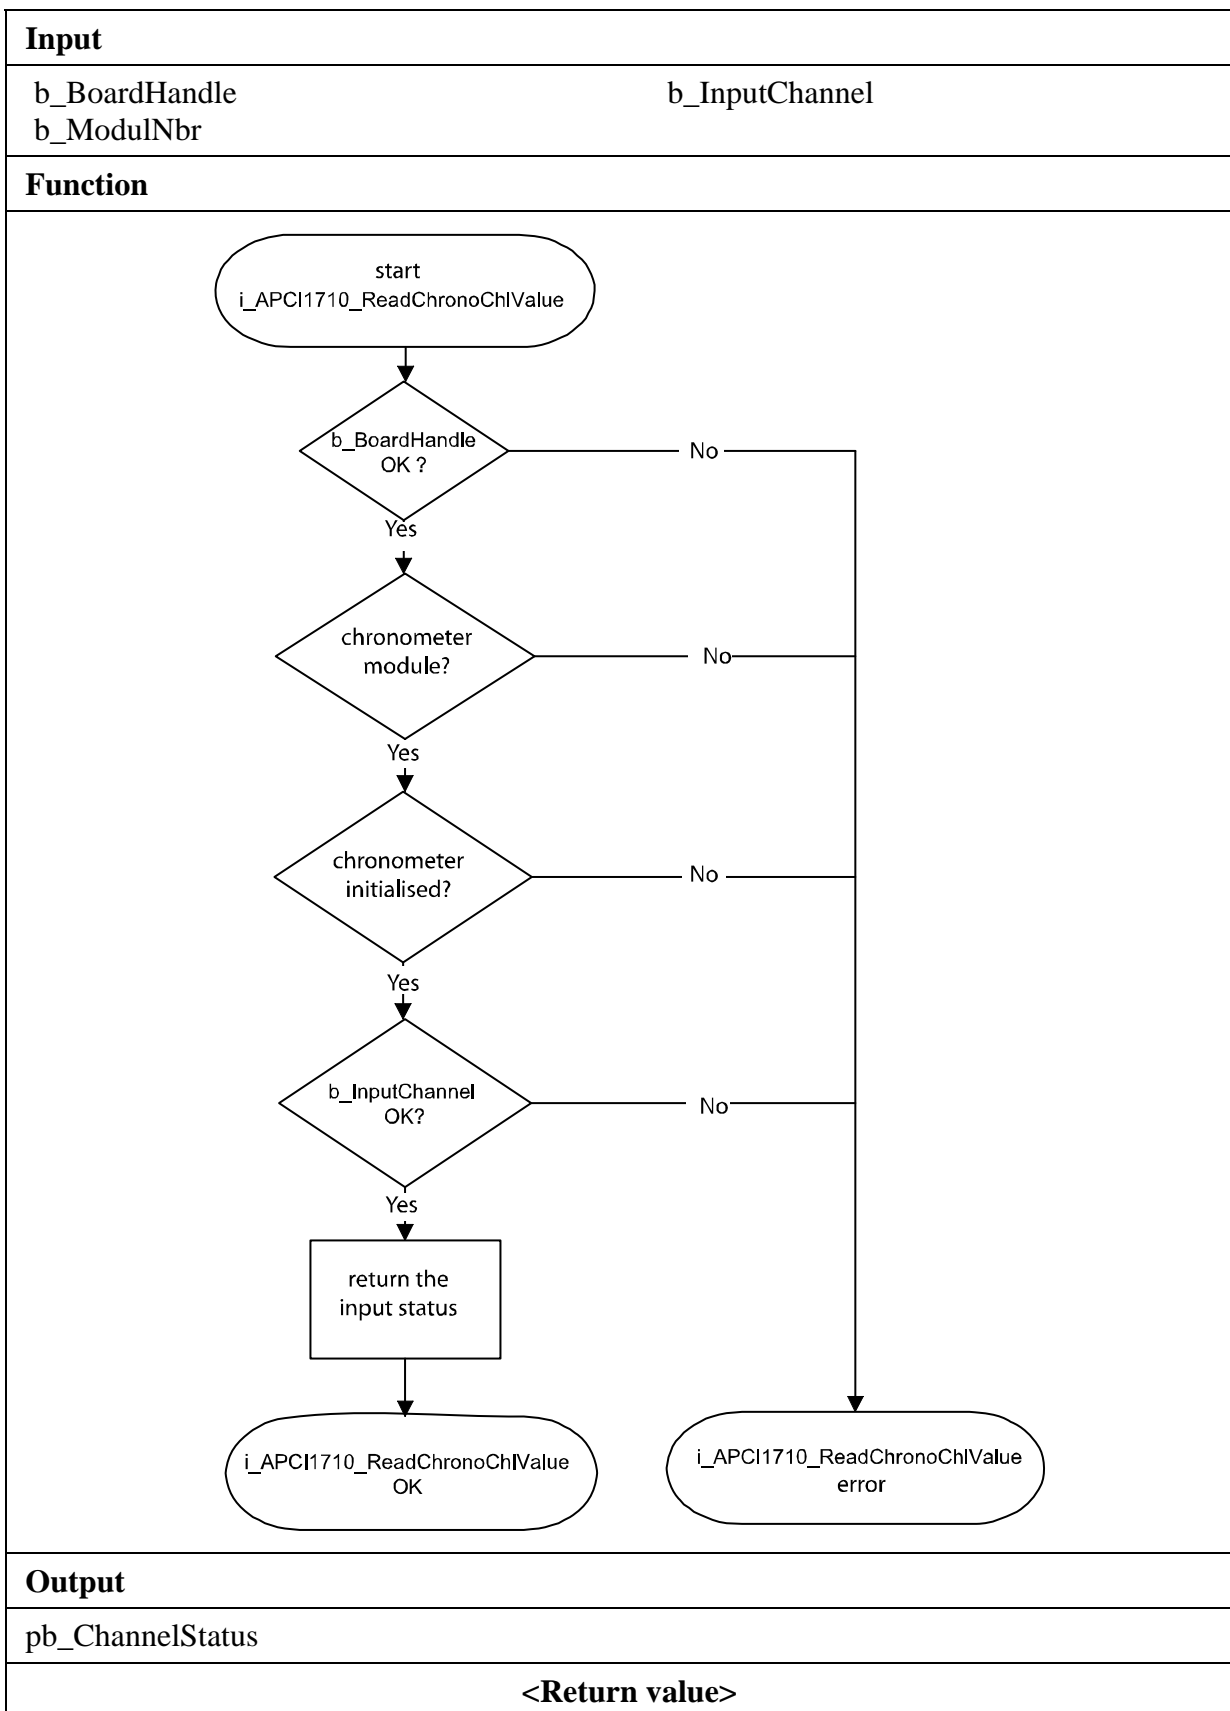 Input
b_BoardHandle b_InputChannel
b_ModulNbr
Function
start
i_APCI1710_ReadChronoChlValue
b_BoardHandle
OK ?
No
Yes
chronometer
module?
No
Yes
chronometer
initialised?
No
Yes
b_InputChannel
OK?
No
Yes
return the
input status
i_APCI1710_ReadChronoChlValue
OK
i_APCI1710_ReadChronoChlValue
error
Output
pb_ChannelStatus
<Return value>